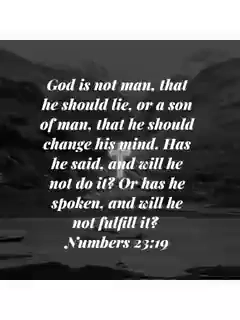 God is not man, that
he should lie, or a son
of man, that he should
change his mind. Has
he said, and will he
not do it? Or has he
spoken, and will he
not fulfill it?
Numbers 23:19